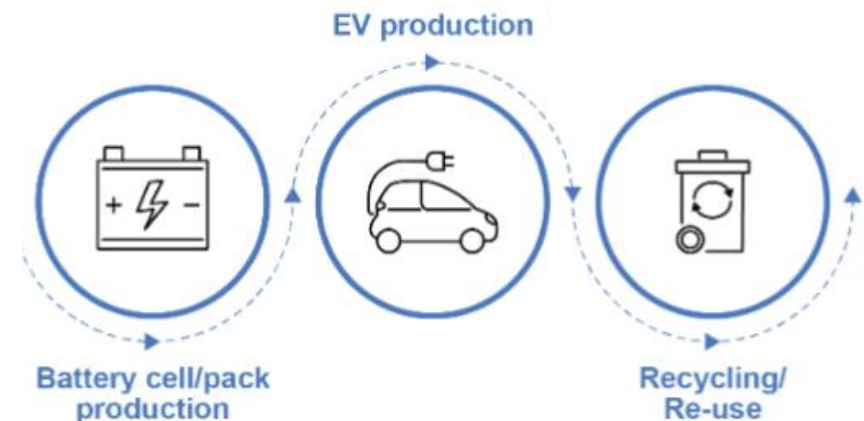 EV production
+ -
Battery cell/pack
production
Recycling/
Re-use